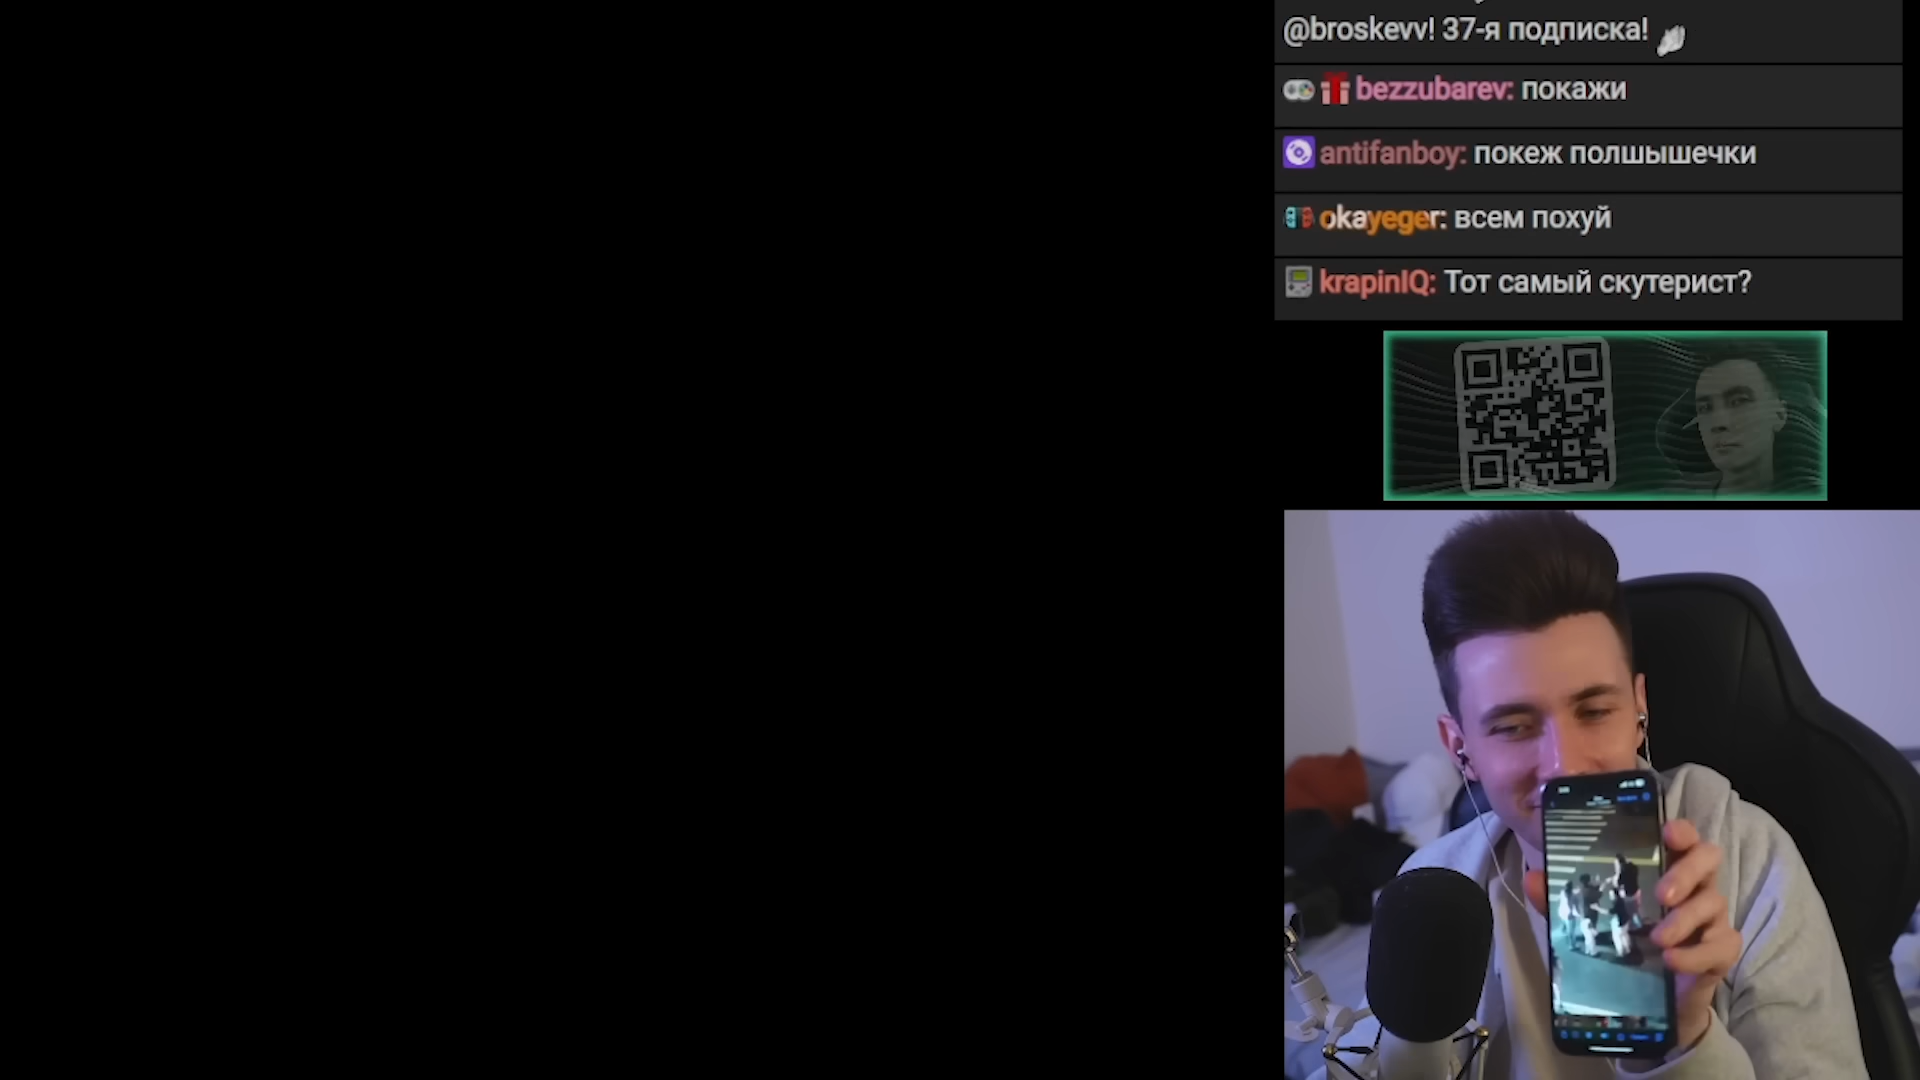 @broskevv! 37-я подписка!
bezzubarev: покажи
antifanboy: покеж полшышечки
okayeger: всем похуй
krapinIQ: Тот самый скутерист?